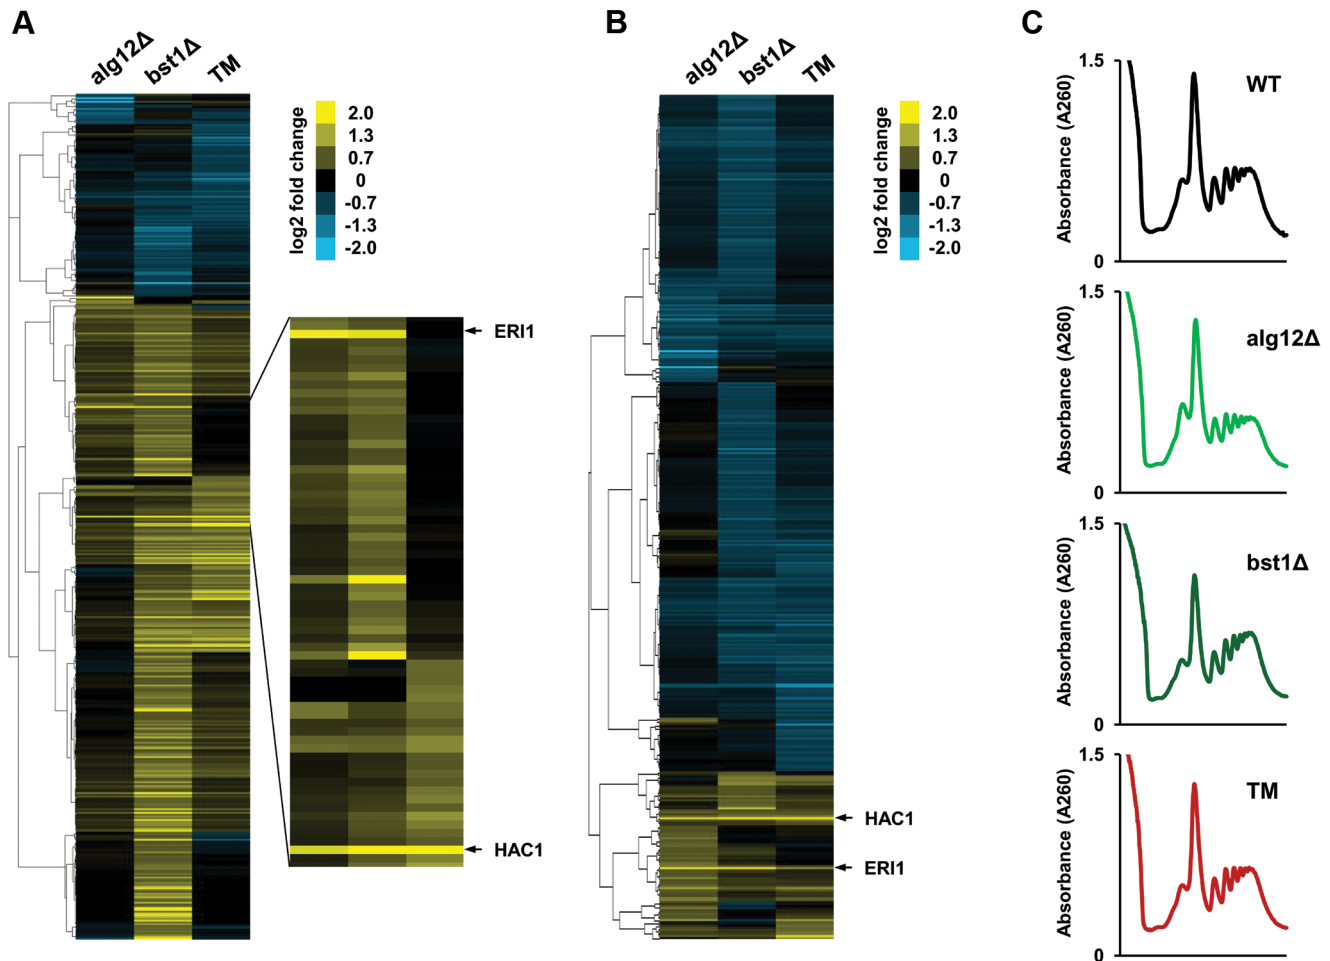 A
alg12Δ bst1Δ TM
log2 fold change
2.0
1.3
0.7
0
-0.7
-1.3
-2.0
ERI1
HAC1
B
alg12Δ bst1Δ TM
log2 fold change
2.0
1.3
0.7
0
-0.7
-1.3
-2.0
HAC1
ERI1
C
1.5
Absorbance (A260)
0
WT
1.5
Absorbance (A260)
0
alg12Δ
1.5
Absorbance (A260)
0
bst1Δ
1.5
Absorbance (A260)
0
TM